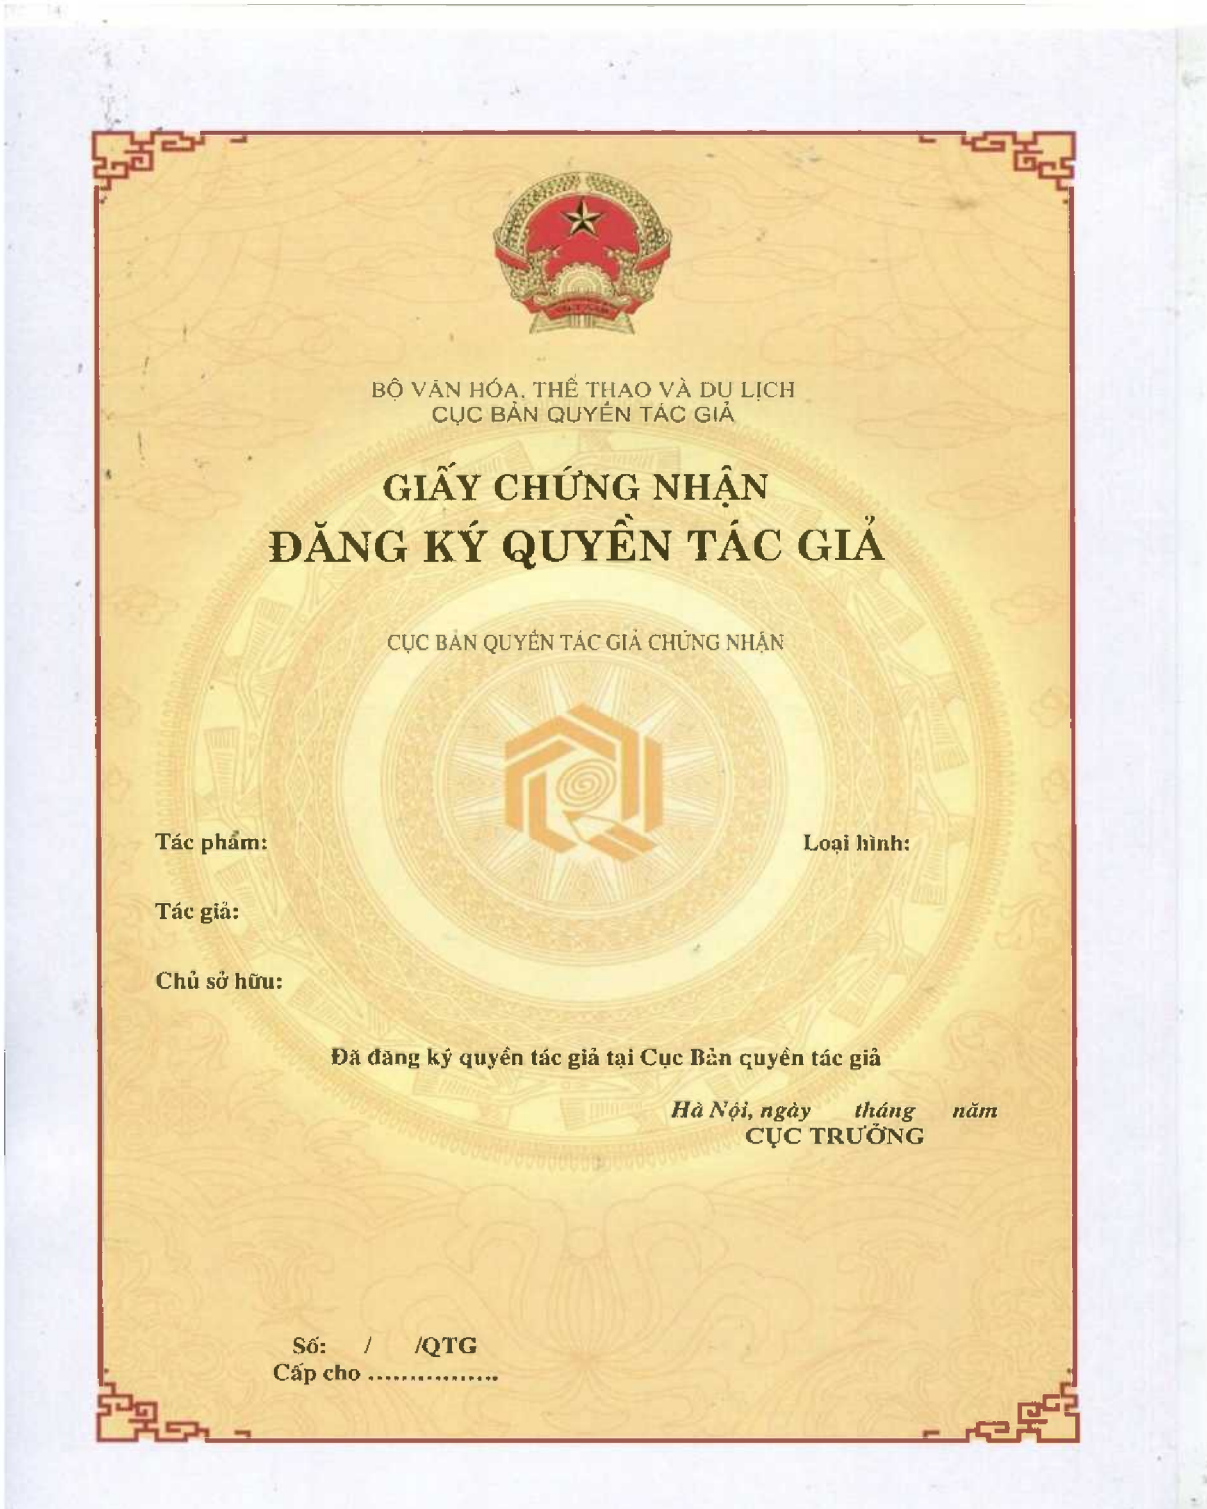 BỘ VĂN HÓA, THỂ THAO VÀ DU LỊCH
CỤC BẢN QUYỀN TÁC GIẢ
GIẤY CHỨNG NHẬN
ĐĂNG KÝ QUYỀN TÁC GIẢ
CỤC BẢN QUYỀN TÁC GIẢ CHỨNG NHẬN
Tác phẩm: Loại hình:
Tác giả:
Chủ sở hữu:
Đã đăng ký quyền tác giả tại Cục Bản quyền tác giả
Hà Nội, ngày tháng năm
CỤC TRƯỞNG
Số: / /QTG
Cấp cho ................